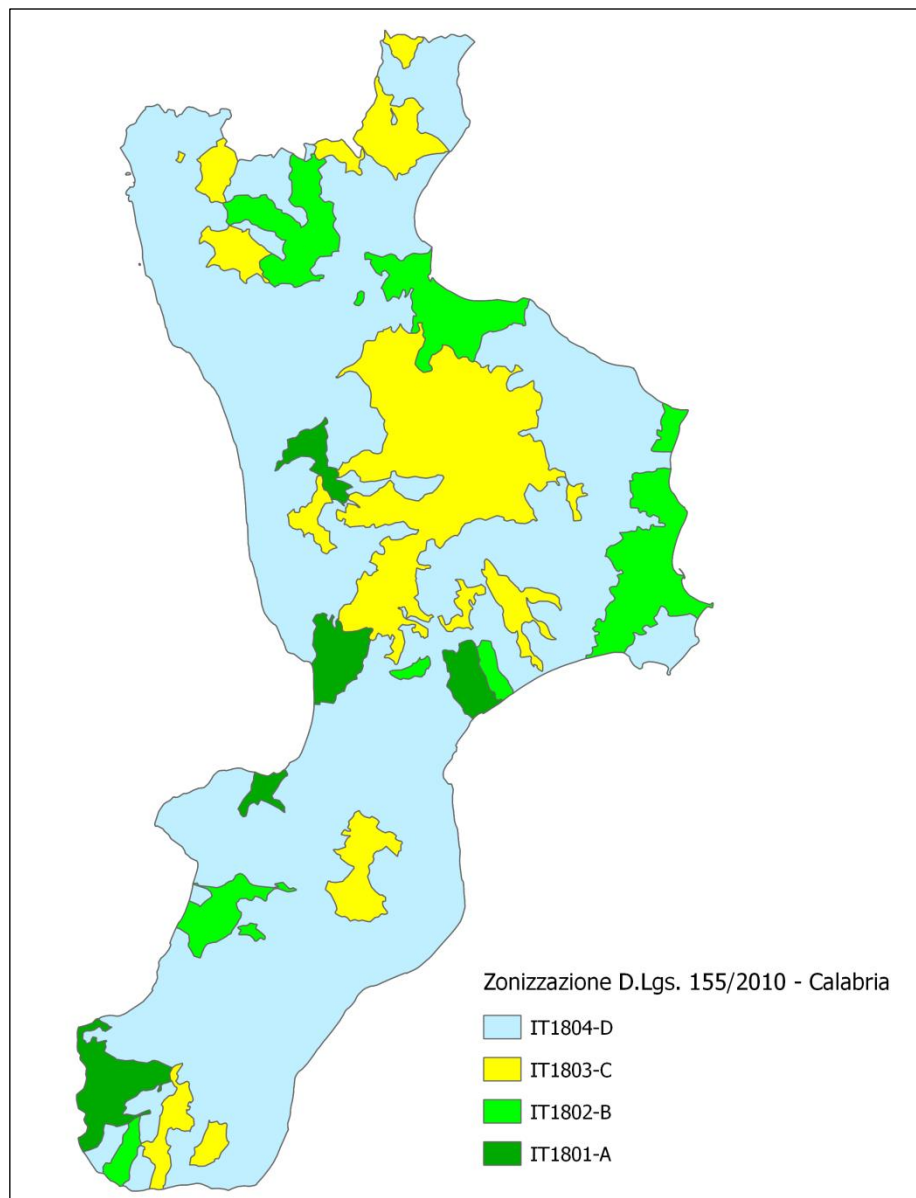 Zonizzazione D.Lgs. 155/2010 - Calabria
IT1804-D
IT1803-C
IT1802-B
IT1801-A